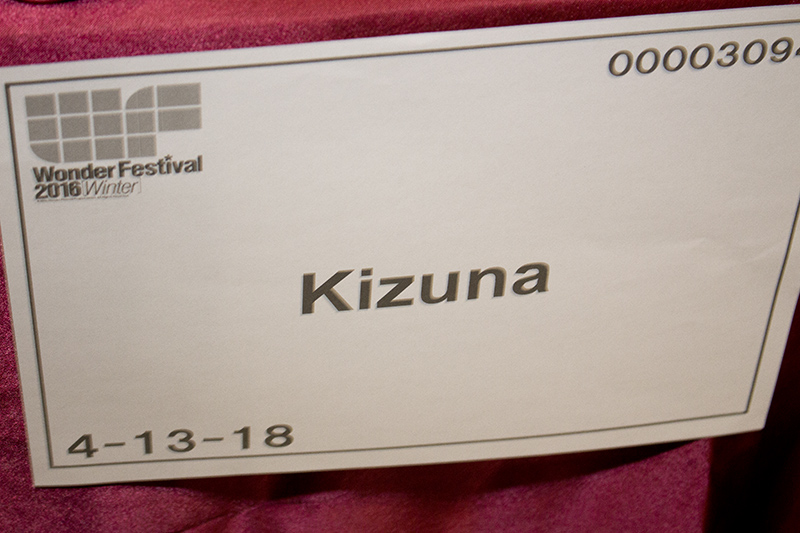 0000309
Wonder Festival
2016[Winter]
Kizuna
4-13-18